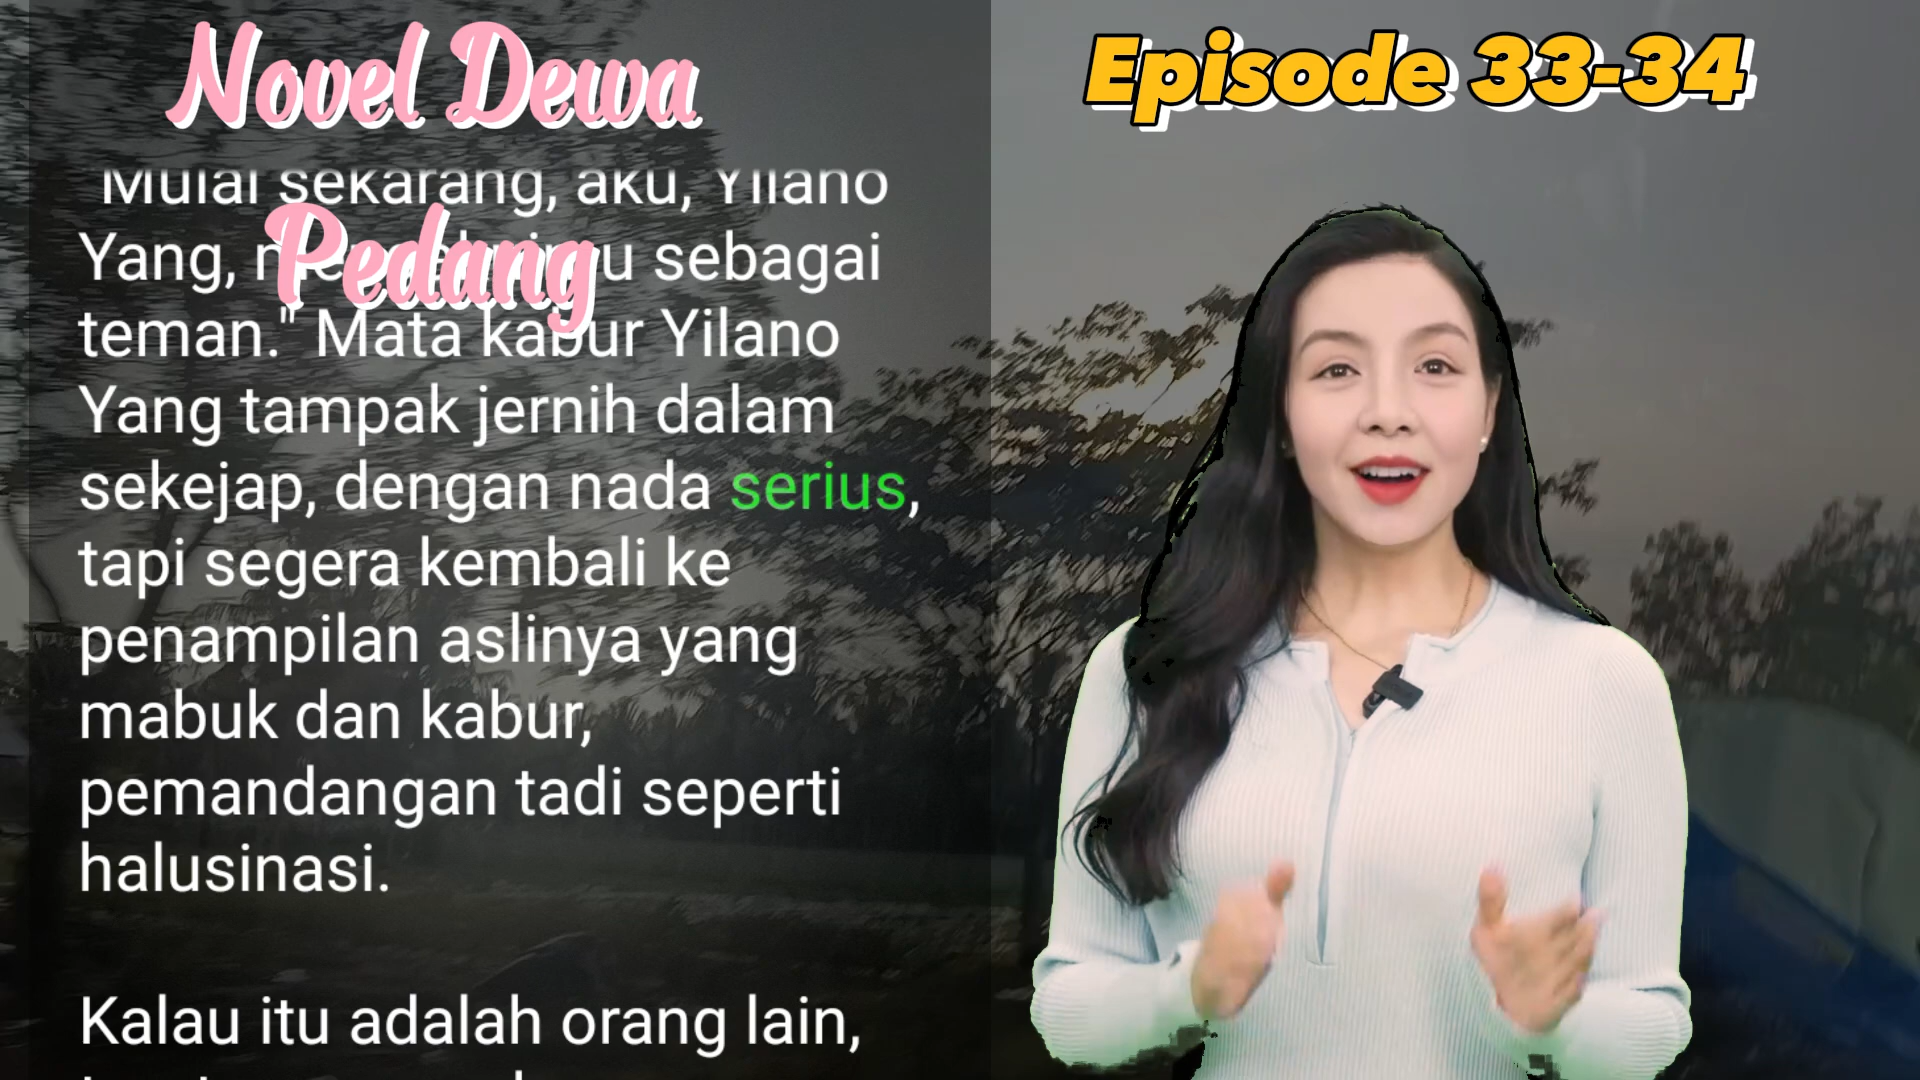 Novel Dewa
Pedang
Episode 33-34
"Mulai sekarang, aku, Yilano
Yang, sebagai
teman." Mata kabur Yilano
Yang tampak jernih dalam
sekejap, dengan nada serius,
tapi segera kembali ke
penampilan aslinya yang
mabuk dan kabur,
pemandangan tadi seperti
halusinasi.
Kalau itu adalah orang lain,